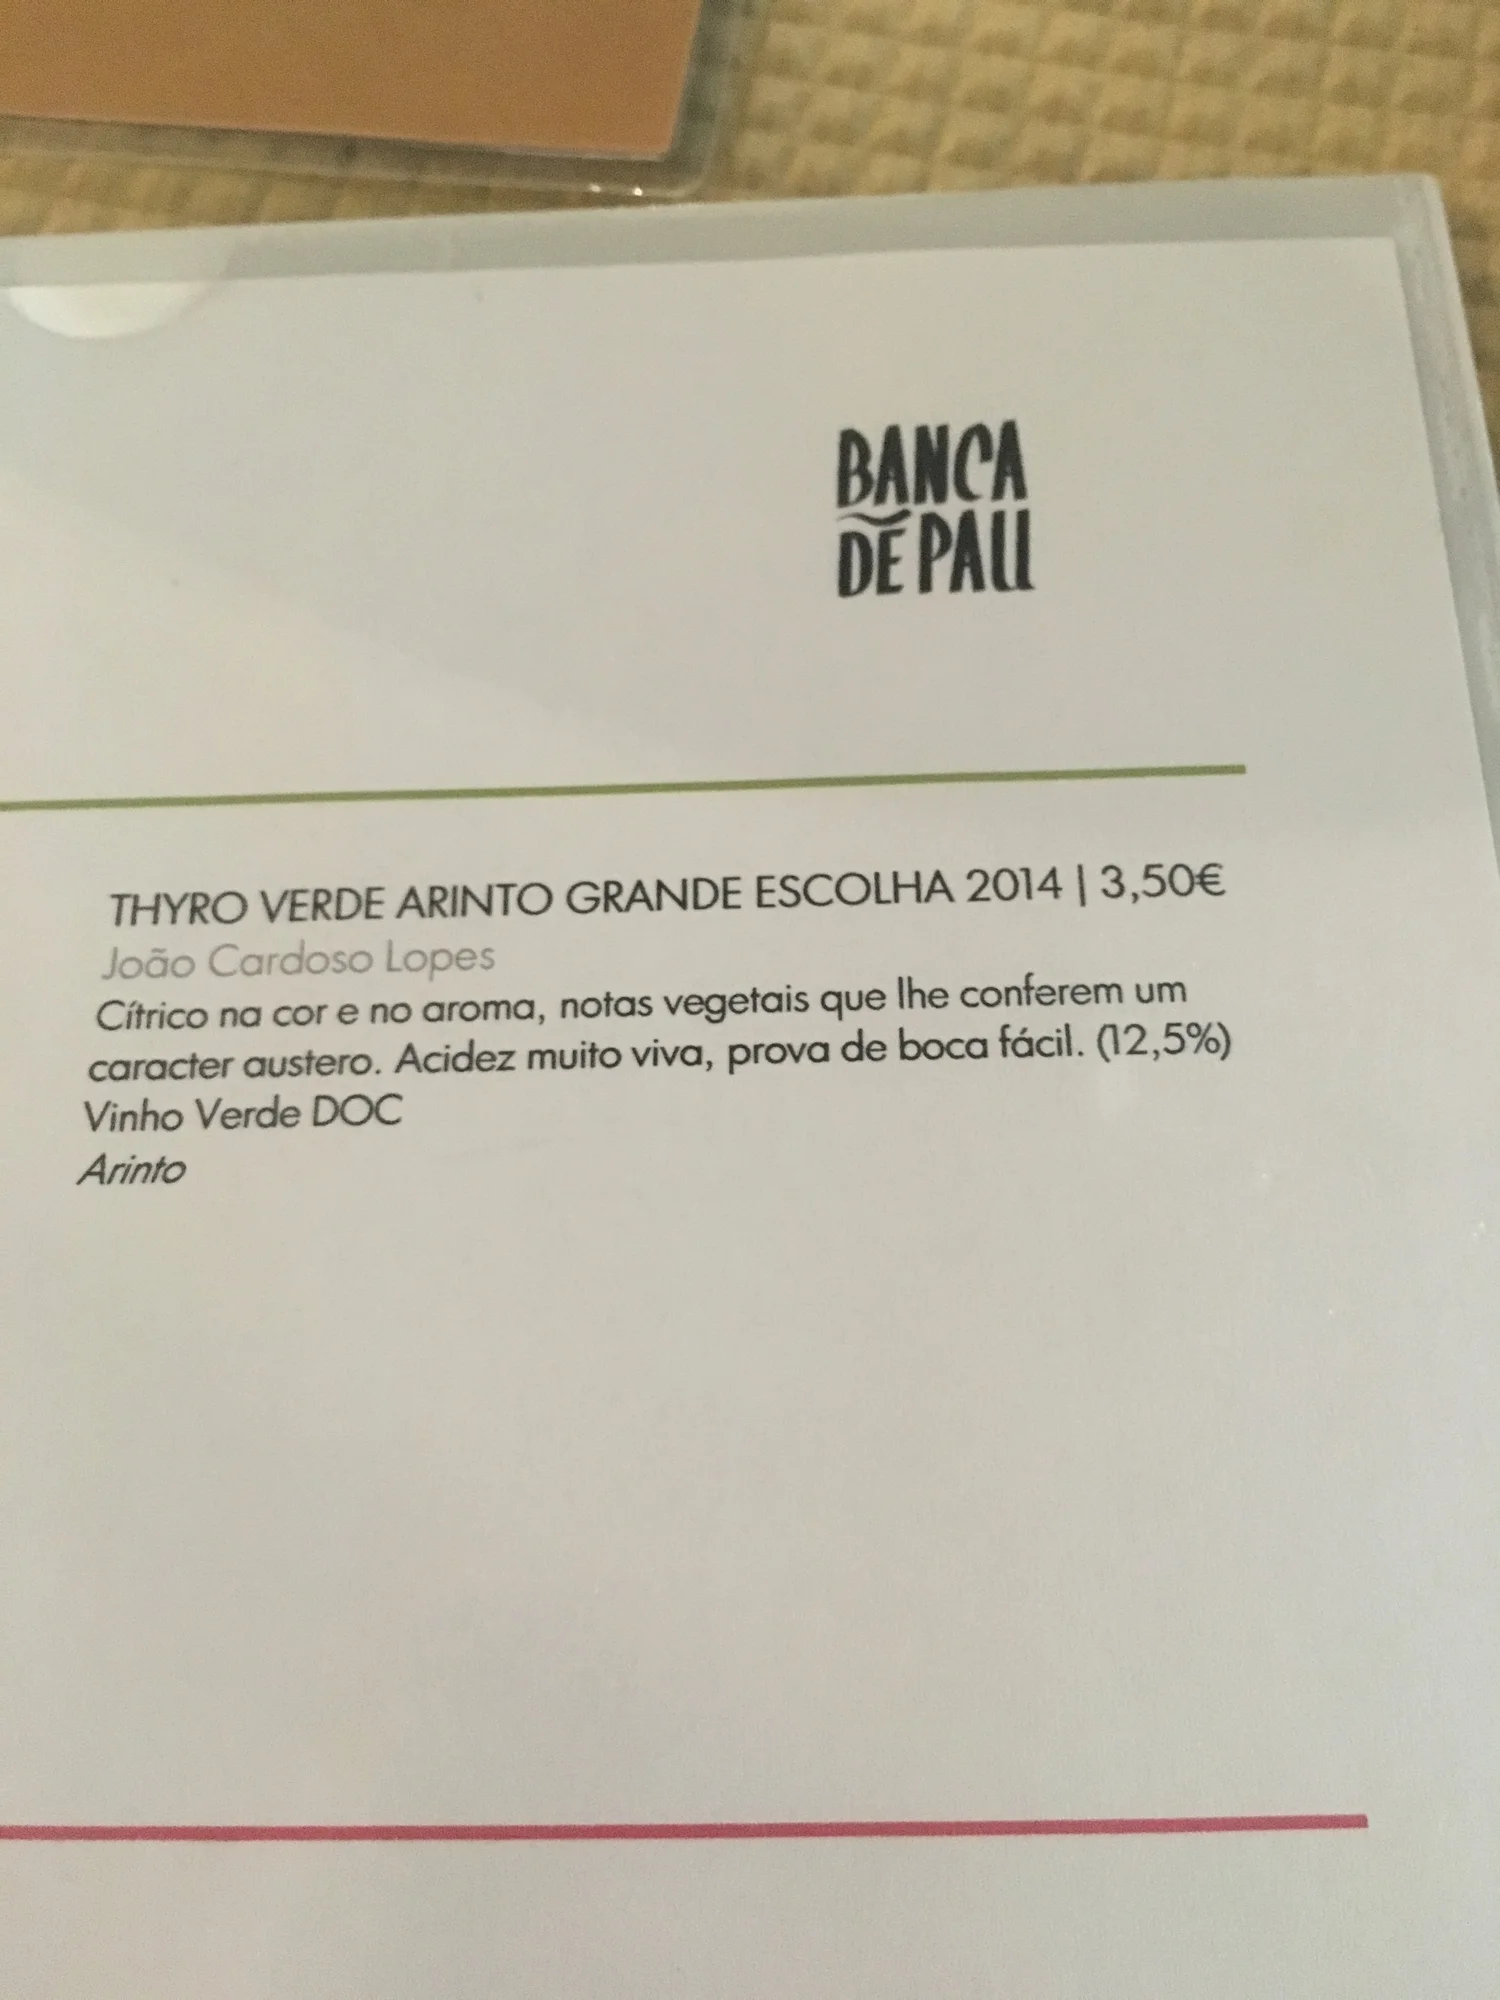 BANCA
DE PAU
THYRO VERDE ARINTO GRANDE ESCOLHA 2014 | 3,50€
João Cardoso Lopes
Cítrico na cor e no aroma, notas vegetais que lhe conferem um
caracter austero. Acidez muito viva, prova de boca fácil. (12,5%)
Vinho Verde DOC
Arinto